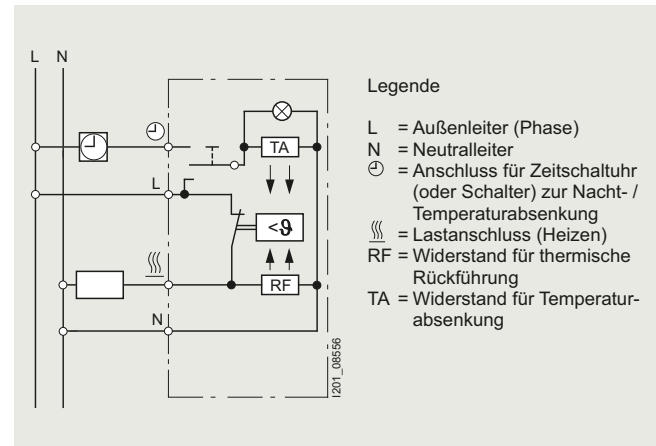 L N
TA
L
<ϑ
RF
N
I201_08556
Legende
L = Außenleiter (Phase)
N = Neutralleiter
= Anschluss für Zeitschaltuhr
(oder Schalter) zur Nacht- /
Temperaturabsenkung
= Lastanschluss (Heizen)
RF = Widerstand für thermische
Rückführung
TA = Widerstand für Temperatur-
absenkung